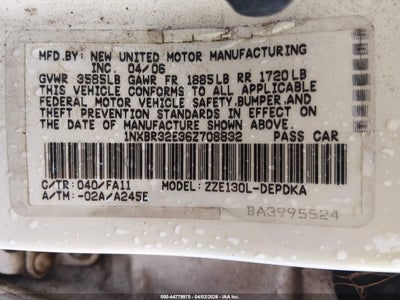 MFD.BY: NEW UNITED MOTOR MANUFACTURING
INC. 04/06
GVWR 3585LB GAWR FR 1885LB RR 1720LB
THIS VEHICLE CONFORMS TO ALL APPLICABLE
FEDERAL MOTOR VEHICLE SAFETY, BUMPER, AND
THEFT PREVENTION STANDARDS IN EFFECT ON
THE DATE OF MANUFACTURE SHOWN ABOVE.
1NXBR32E36Z708832 PASS CAR
C/TR: 040/FA11 MODEL: ZZE130L-DEPDKA
A/TM: -02A/A245E
BA3995524
000-44779970 - 04/02/2026 - IAA Inc.